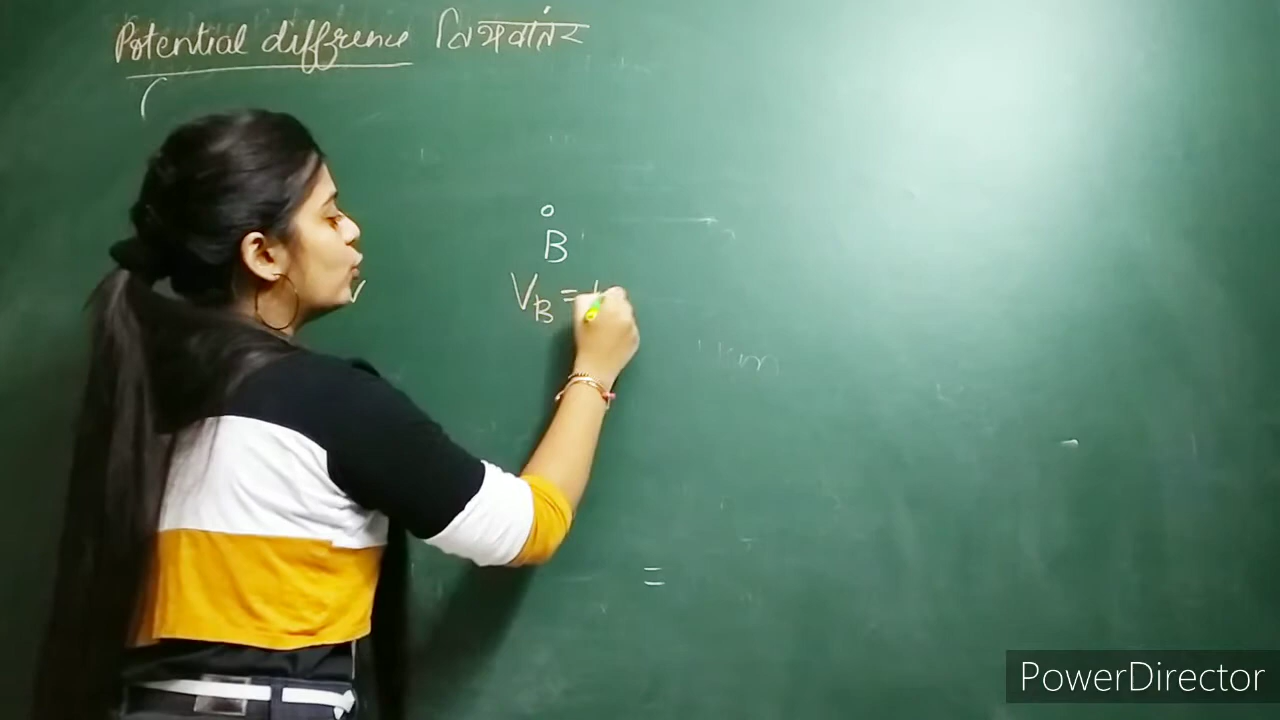 Potential diffrence विभवांतर
B
V_B =
=
PowerDirector